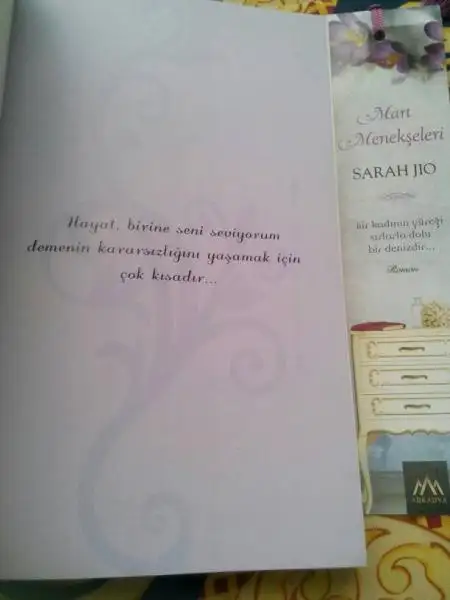 Hayat, birine seni seviyorum
demenin kararsızlığını yaşamak için
çok kısadır...
Mart
Menekşeleri
SARAH JIO
Bir kadının yüreği
sırlarla dolu
bir denizdir...
Roman
ARKADYA